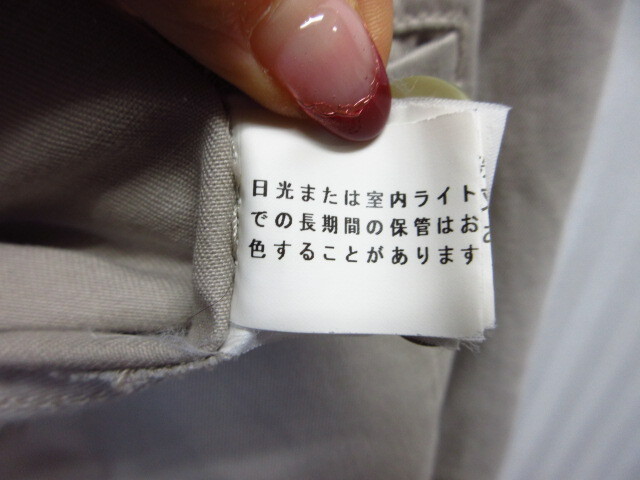 日光または室内ライト
での長期間の保管はお
色することがあります